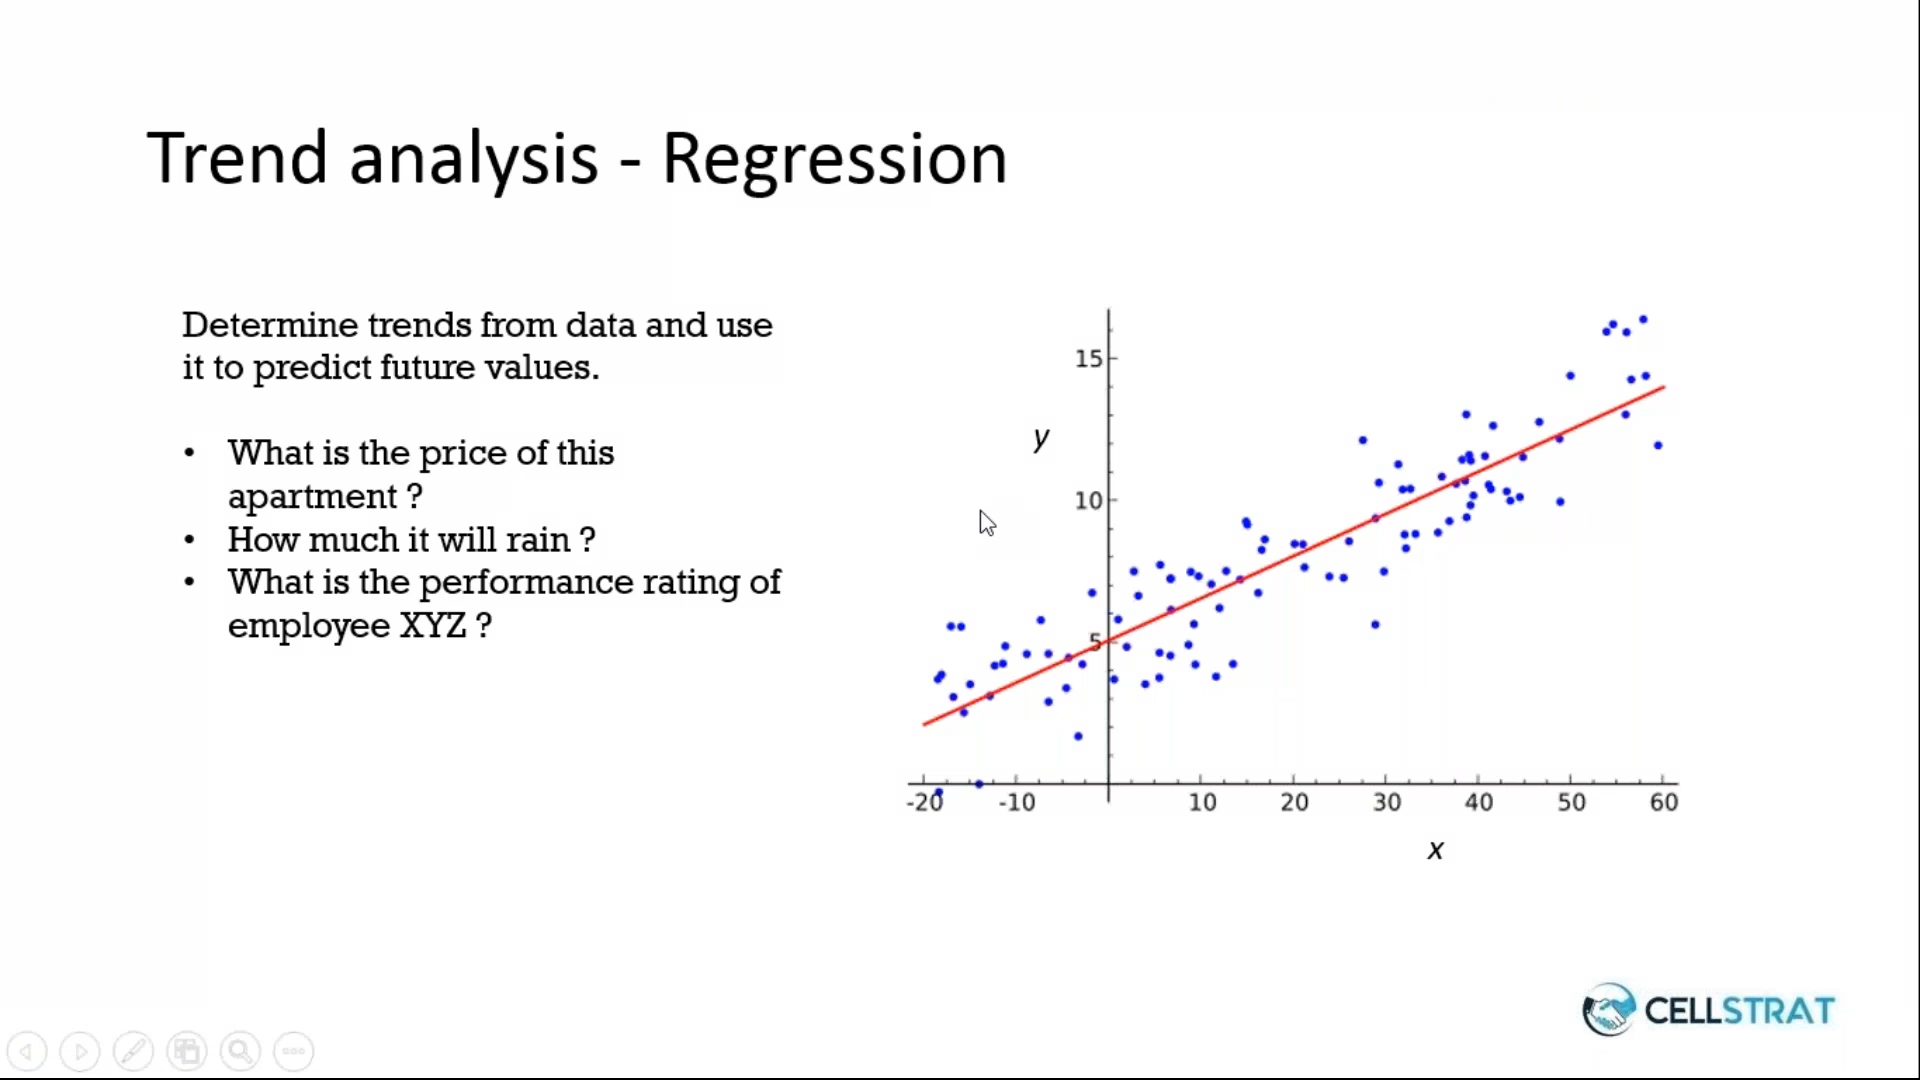 Trend analysis - Regression
Determine trends from data and use
it to predict future values.
• What is the price of this
apartment ?
• How much it will rain ?
• What is the performance rating of
employee XYZ ?
y
15
10
5
-20 -10 10 20 30 40 50 60
x
CELLSTRAT